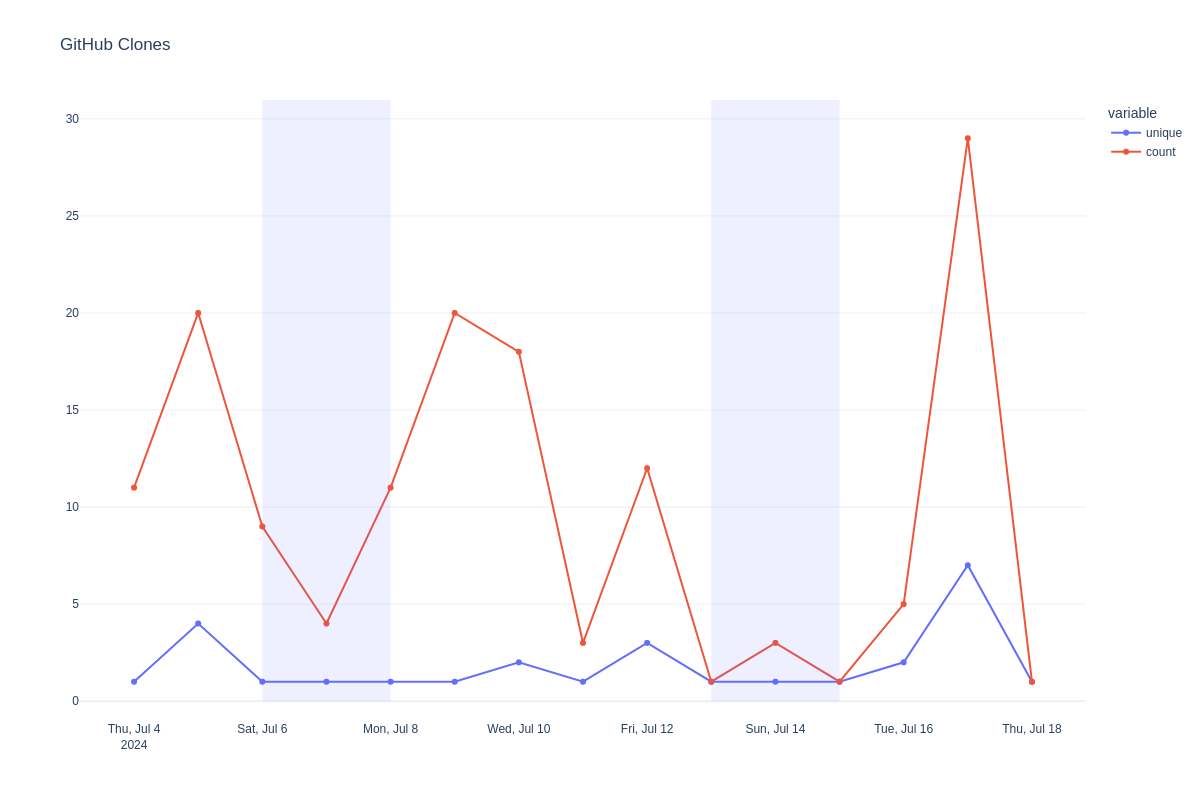 GitHub Clones
variable
unique
count
30
25
20
15
10
5
0
Thu, Jul 4
2024
Sat, Jul 6
Mon, Jul 8
Wed, Jul 10
Fri, Jul 12
Sun, Jul 14
Tue, Jul 16
Thu, Jul 18